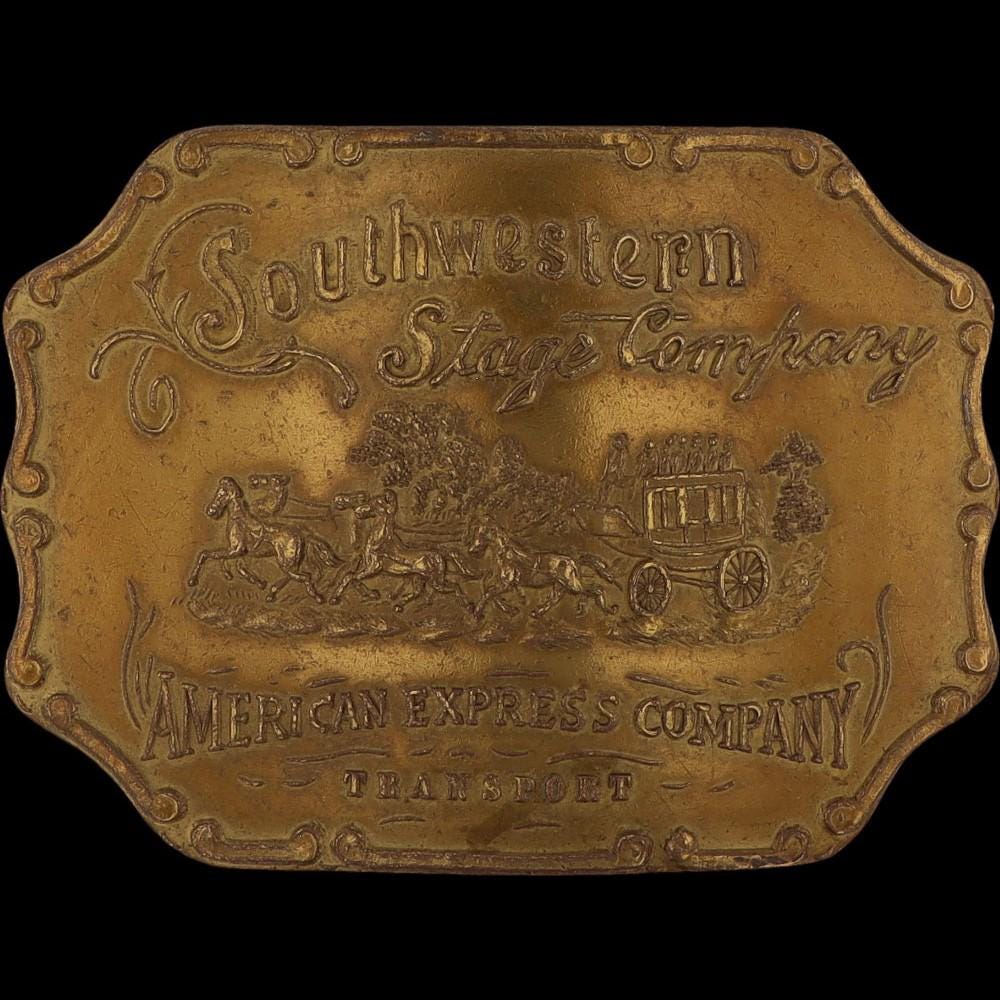 Southwestern
Stage Company
AMERICAN EXPRESS COMPANY
TRANSPORT